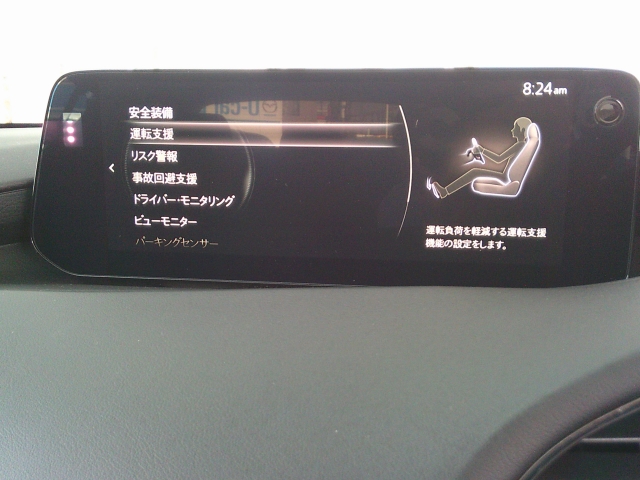 8:24am
安全装備
運転支援
リスク警報
事故回避支援
ドライバー・モニタリング
ビューモニター
パーキングセンサー
運転負荷を軽減する運転支援
機能の設定をします。